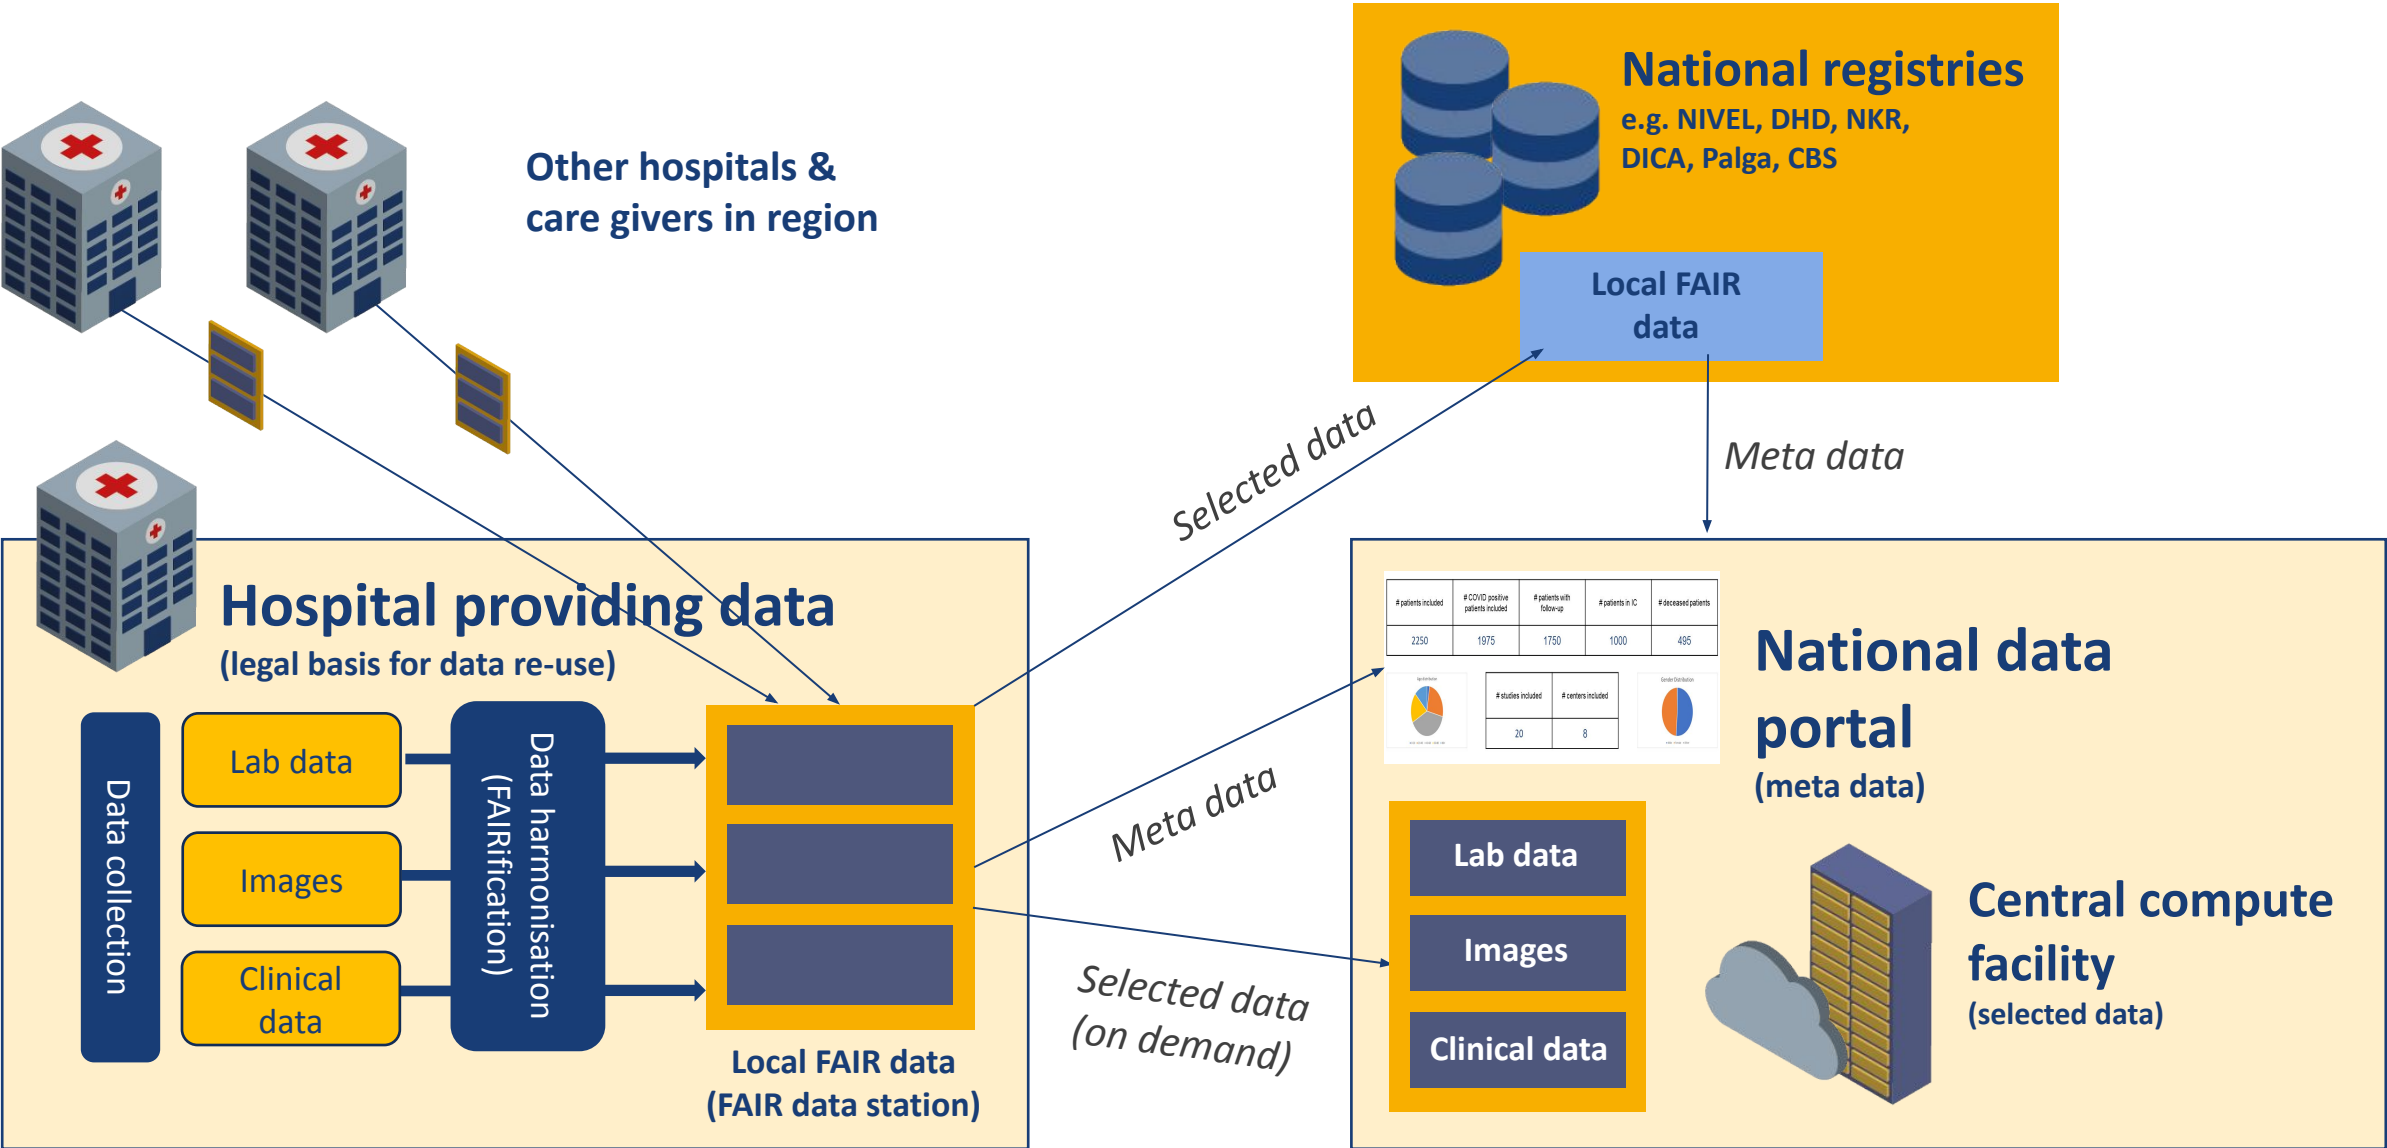 National registries
e.g. NIVEL, DHD, NKR,
DICA, Palga, CBS
Other hospitals &
care givers in region
Local FAIR
data
Selected data
Meta data
Hospital providing data
(legal basis for data re-use)
Data collection
Lab data
Images
Clinical
data
Data harmonisation
(FAIRification)
Local FAIR data
(FAIR data station)
Meta data
Selected data
(on demand)
# patients included
# COVID positive
patients included
# patients with
follow-up
# patients in IC
# deceased patients
2250
1975
1750
1000
495
Age distribution
# studies included
# centers included
20
8
Gender Distribution
National data
portal
(meta data)
Lab data
Images
Clinical data
Central compute
facility
(selected data)